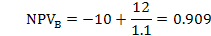 NPV_B = −10 + 12/1.1 = 0.909